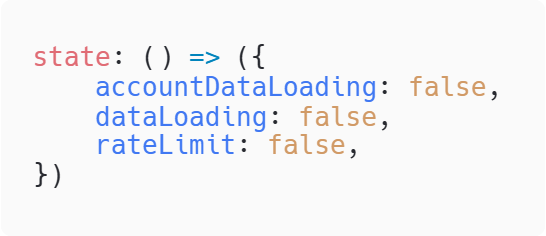 state: () => ({
    accountDataLoading: false,
    dataLoading: false,
    rateLimit: false,
})